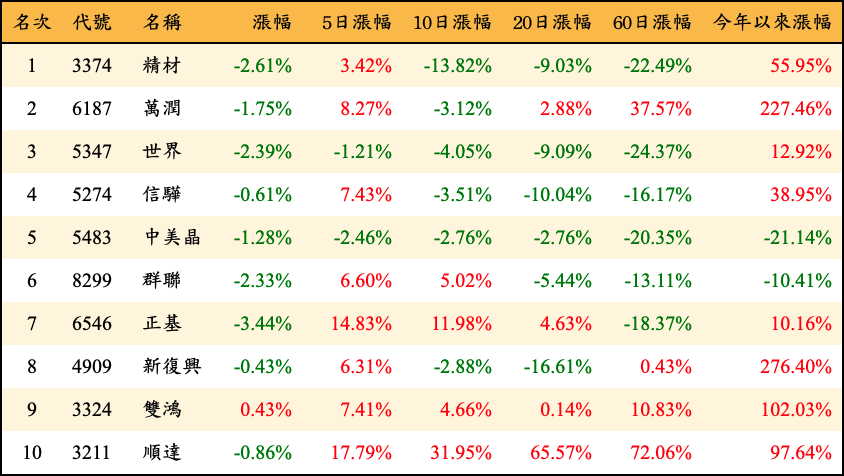 名次 代號 名稱 漲幅 5日漲幅 10日漲幅 20日漲幅 60日漲幅 今年以來漲幅
1 3374 精材 -2.61% 3.42% -13.82% -9.03% -22.49% 55.95%
2 6187 萬潤 -1.75% 8.27% -3.12% 2.88% 37.57% 227.46%
3 5347 世界 -2.39% -1.21% -4.05% -9.09% -24.37% 12.92%
4 5274 信驊 -0.61% 7.43% -3.51% -10.04% -16.17% 38.95%
5 5483 中美晶 -1.28% -2.46% -2.76% -2.76% -20.35% -21.14%
6 8299 群聯 -2.33% 6.60% 5.02% -5.44% -13.11% -10.41%
7 6546 正基 -3.44% 14.83% 11.98% 4.63% -18.37% 10.16%
8 4909 新復興 -0.43% 6.31% -2.88% -16.61% 0.43% 276.40%
9 3324 雙鴻 0.43% 7.41% 4.66% 0.14% 10.83% 102.03%
10 3211 順達 -0.86% 17.79% 31.95% 65.57% 72.06% 97.64%